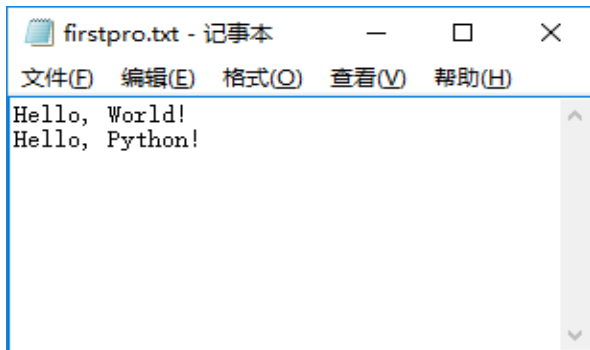 firstpro.txt - 记事本
文件(F) 编辑(E) 格式(O) 查看(V) 帮助(H)
Hello, World!
Hello, Python!